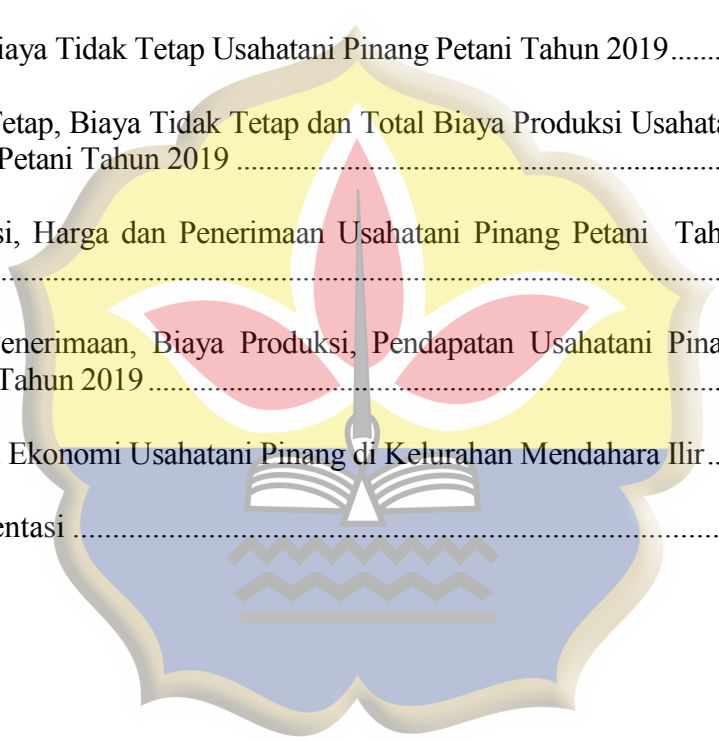 iaya Tidak Tetap Usahatani Pinang Petani Tahun 2019.......
Tetap, Biaya Tidak Tetap dan Total Biaya Produksi Usahata
Petani Tahun 2019 ..........................................................................
si, Harga dan Penerimaan Usahatani Pinang Petani Tah
..........................................................................................................
enerimaan, Biaya Produksi, Pendapatan Usahatani Pina
Tahun 2019 .....................................................................................
Ekonomi Usahatani Pinang di Kelurahan Mendahara Ilir ..
entasi ................................................................................................